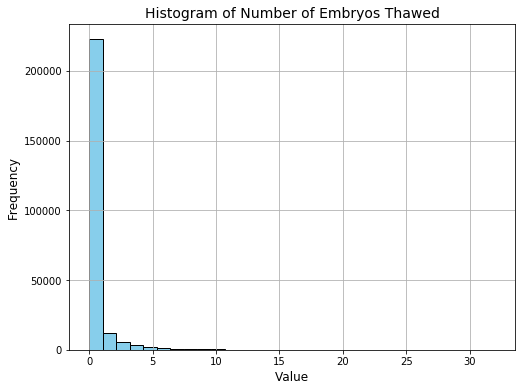 Histogram of Number of Embryos Thawed
Frequency
200000
150000
100000
50000
0
0 5 10 15 20 25 30
Value